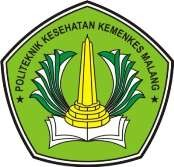 ★ POLITEKNIK KESEHATAN KEMENKES MALANG ★